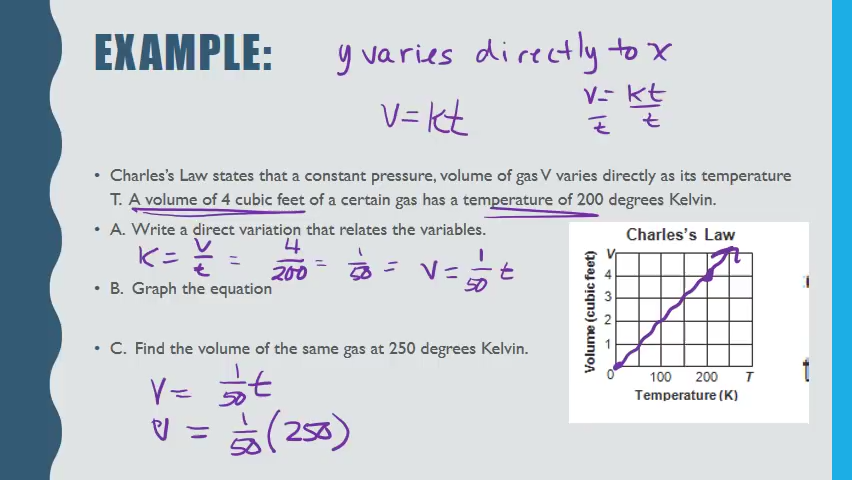 EXAMPLE:
y varies directly to x
V = kt
V = kt
t t
• Charles's Law states that a constant pressure, volume of gas V varies directly as its temperature
T. A volume of 4 cubic feet of a certain gas has a temperature of 200 degrees Kelvin.
• A. Write a direct variation that relates the variables.
K = V/t = 4/200 = 1/50 = V = 1/50 t
• B. Graph the equation
• C. Find the volume of the same gas at 250 degrees Kelvin.
V = 1/50 t
V = 1/50 (250)
Charles's Law
Volume (cubic feet)
V
4
3
2
1
0 100 200 T
Temperature (K)